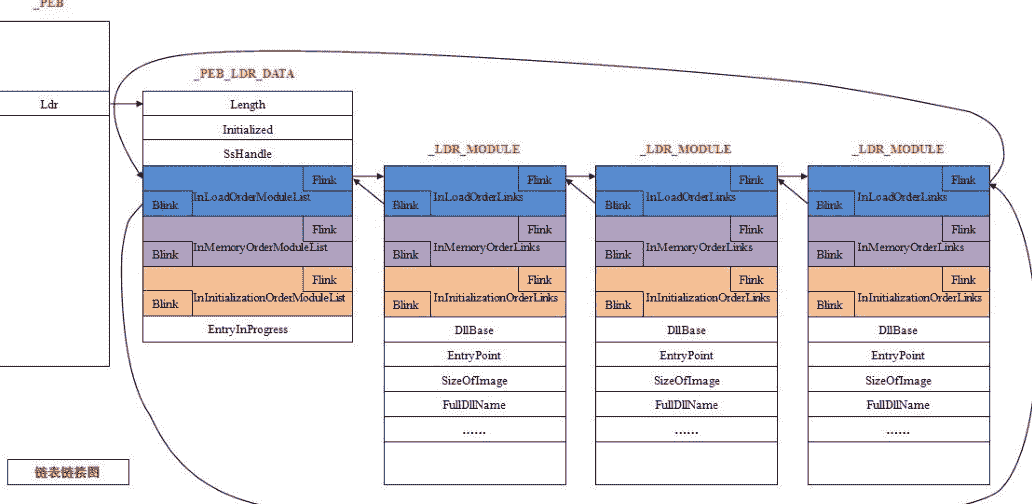 _PEB
_PEB_LDR_DATA
Ldr
Length
Initialized
SsHandle
Flink
InLoadOrderModuleList
Blink
Flink
InMemoryOrderModuleList
Blink
Flink
InInitializationOrderModuleList
Blink
EntryInProgress
_LDR_MODULE
Flink
InLoadOrderLinks
Blink
Flink
InMemoryOrderLinks
Blink
Flink
InInitializationOrderLinks
Blink
DllBase
EntryPoint
SizeOfImage
FullDllName
......
_LDR_MODULE
Flink
InLoadOrderLinks
Blink
Flink
InMemoryOrderLinks
Blink
Flink
InInitializationOrderLinks
Blink
DllBase
EntryPoint
SizeOfImage
FullDllName
......
_LDR_MODULE
Flink
InLoadOrderLinks
Blink
Flink
InMemoryOrderLinks
Blink
Flink
InInitializationOrderLinks
Blink
DllBase
EntryPoint
SizeOfImage
FullDllName
......
链表链接图